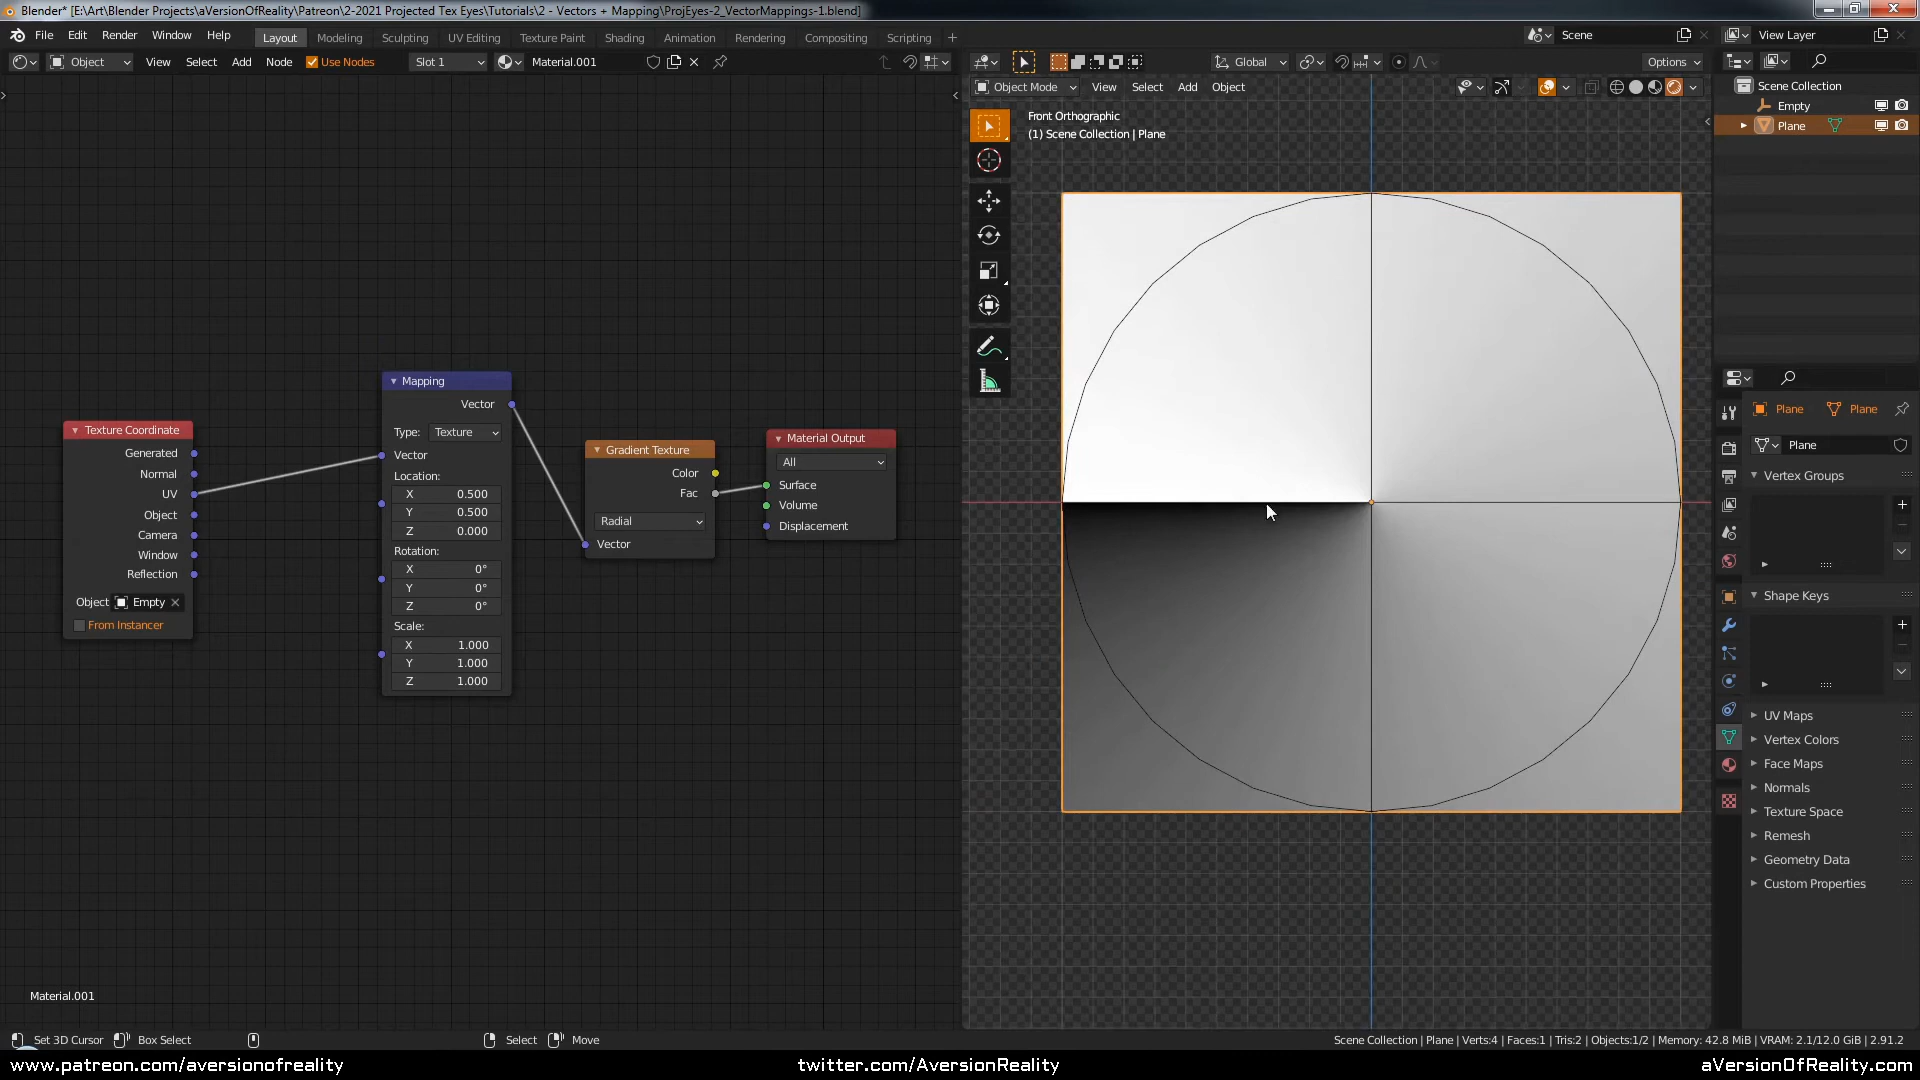 Blender* [E:\Art\Blender Projects\aVersionOfReality\Patreon\2-2021 Projected Tex Eyes\Tutorials\2 - Vectors + Mapping\ProjEyes-2_VectorMappings-1.blend]
File Edit Render Window Help Layout Modeling Sculpting UV Editing Texture Paint Shading Animation Rendering Compositing Scripting + Scene View Layer
Object View Select Add Node Use Nodes Slot 1 Material.001 Global Options
Object Mode View Select Add Object
Front Orthographic
(1) Scene Collection | Plane
Scene Collection
Empty
Plane
Texture Coordinate
Generated
Normal
UV
Object
Camera
Window
Reflection
Object Empty
From Instancer
Mapping
Vector
Type: Texture
Vector
Location:
X 0.500
Y 0.500
Z 0.000
Rotation:
X 0°
Y 0°
Z 0°
Scale:
X 1.000
Y 1.000
Z 1.000
Gradient Texture
Color
Fac
Radial
Vector
Material Output
All
Surface
Volume
Displacement
Plane Plane
Plane
Vertex Groups
Shape Keys
UV Maps
Vertex Colors
Face Maps
Normals
Texture Space
Remesh
Geometry Data
Custom Properties
Material.001
Set 3D Cursor Box Select Select Move Scene Collection | Plane | Verts:4 | Faces:1 | Tris:2 | Objects:1/2 | Memory: 42.8 MiB | VRAM: 2.1/12.0 GiB | 2.91.2
www.patreon.com/aversionofreality twitter.com/AversionReality aVersionOfReality.com